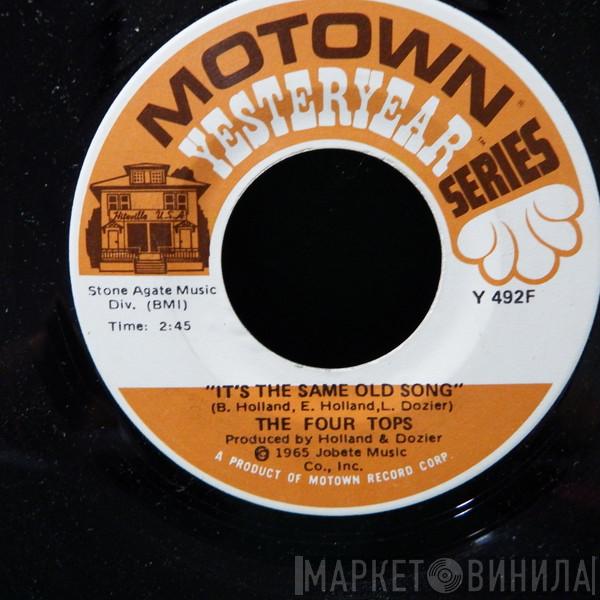 MOTOWN®
YESTERYEAR™
SERIES
Hitsville U.S.A
Stone Agate Music
Div. (BMI)
Time: 2:45
Y 492F
"IT'S THE SAME OLD SONG"
(B. Holland, E. Holland,L. Dozier)
THE FOUR TOPS
Produced by Holland & Dozier
℗ 1965 Jobete Music
Co., Inc.
A PRODUCT OF MOTOWN RECORD CORP.
МАРКЕТ ВИНИЛА